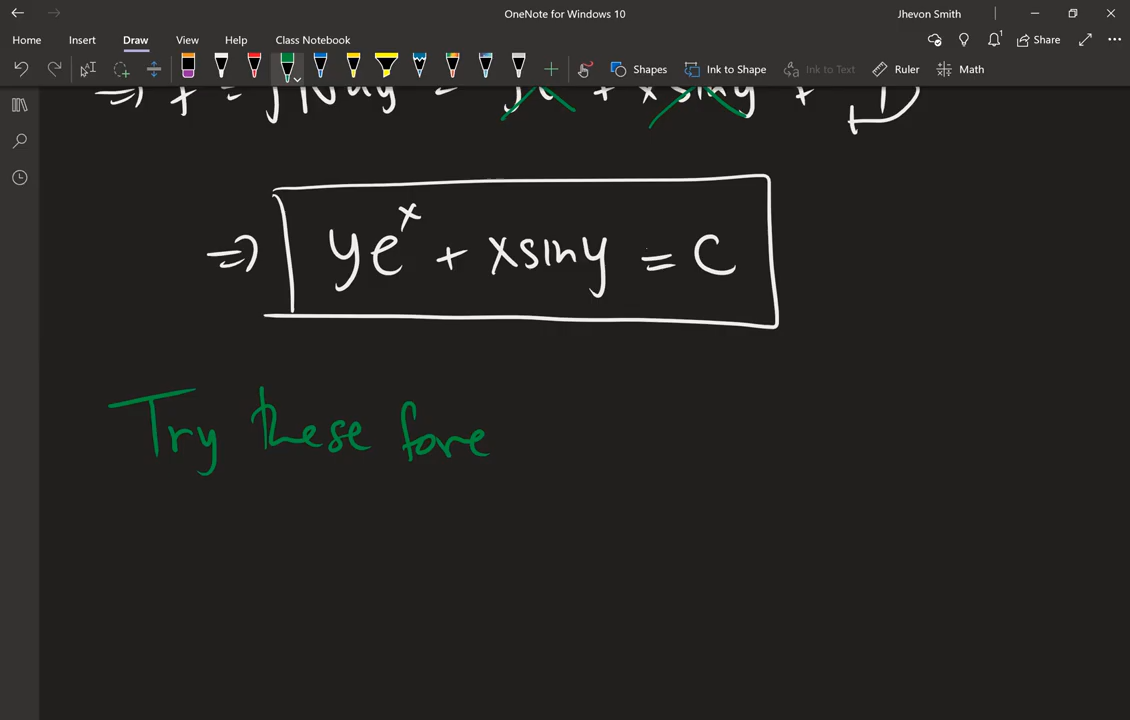 OneNote for Windows 10
Jhevon Smith
Home Insert Draw View Help Class Notebook
Share
Shapes Ink to Shape Ink to Text Ruler Math
=> yeˣ + xsiny = C
Try these fore